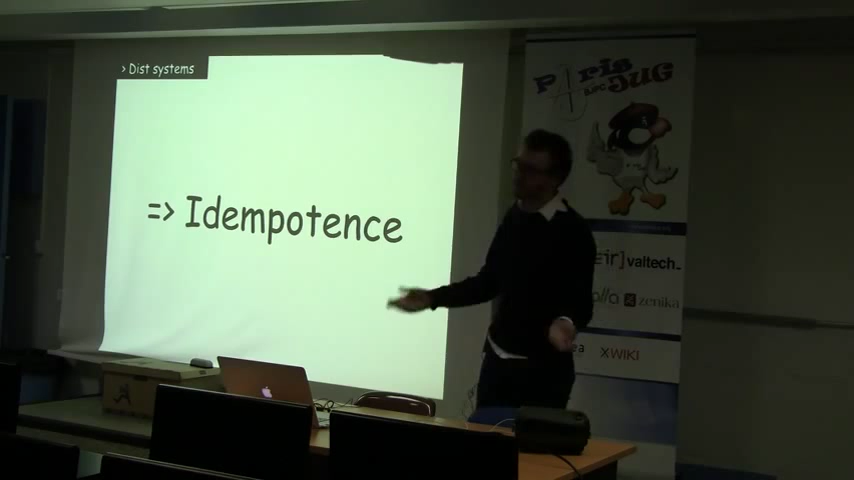 > Dist systems
=> Idempotence
Paris
JUG
valtech_
zenika
XWIKI